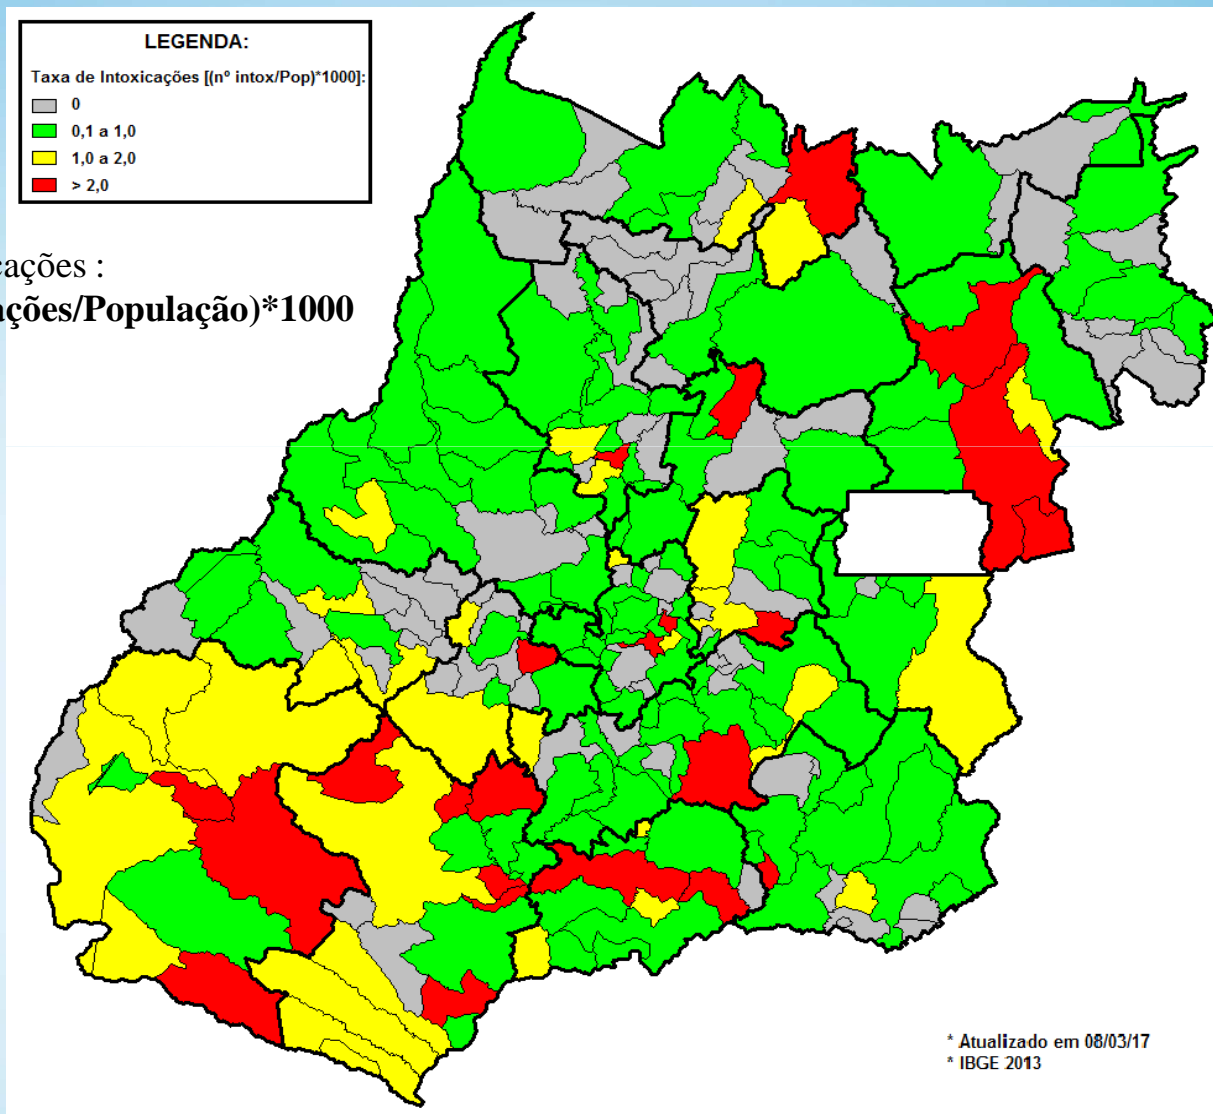 LEGENDA:
Taxa de Intoxicações [(nº intox/Pop)*1000]:
0
0,1 a 1,0
1,0 a 2,0
> 2,0
cações :
ações/População)*1000
* Atualizado em 08/03/17
* IBGE 2013